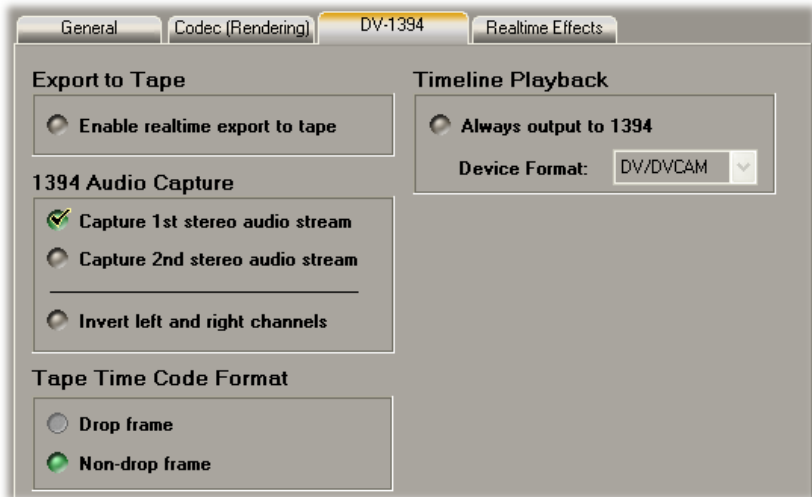 General
Codec (Rendering)
DV-1394
Realtime Effects
Export to Tape
Enable realtime export to tape
1394 Audio Capture
Capture 1st stereo audio stream
Capture 2nd stereo audio stream
Invert left and right channels
Tape Time Code Format
Drop frame
Non-drop frame
Timeline Playback
Always output to 1394
Device Format: DV/DVCAM